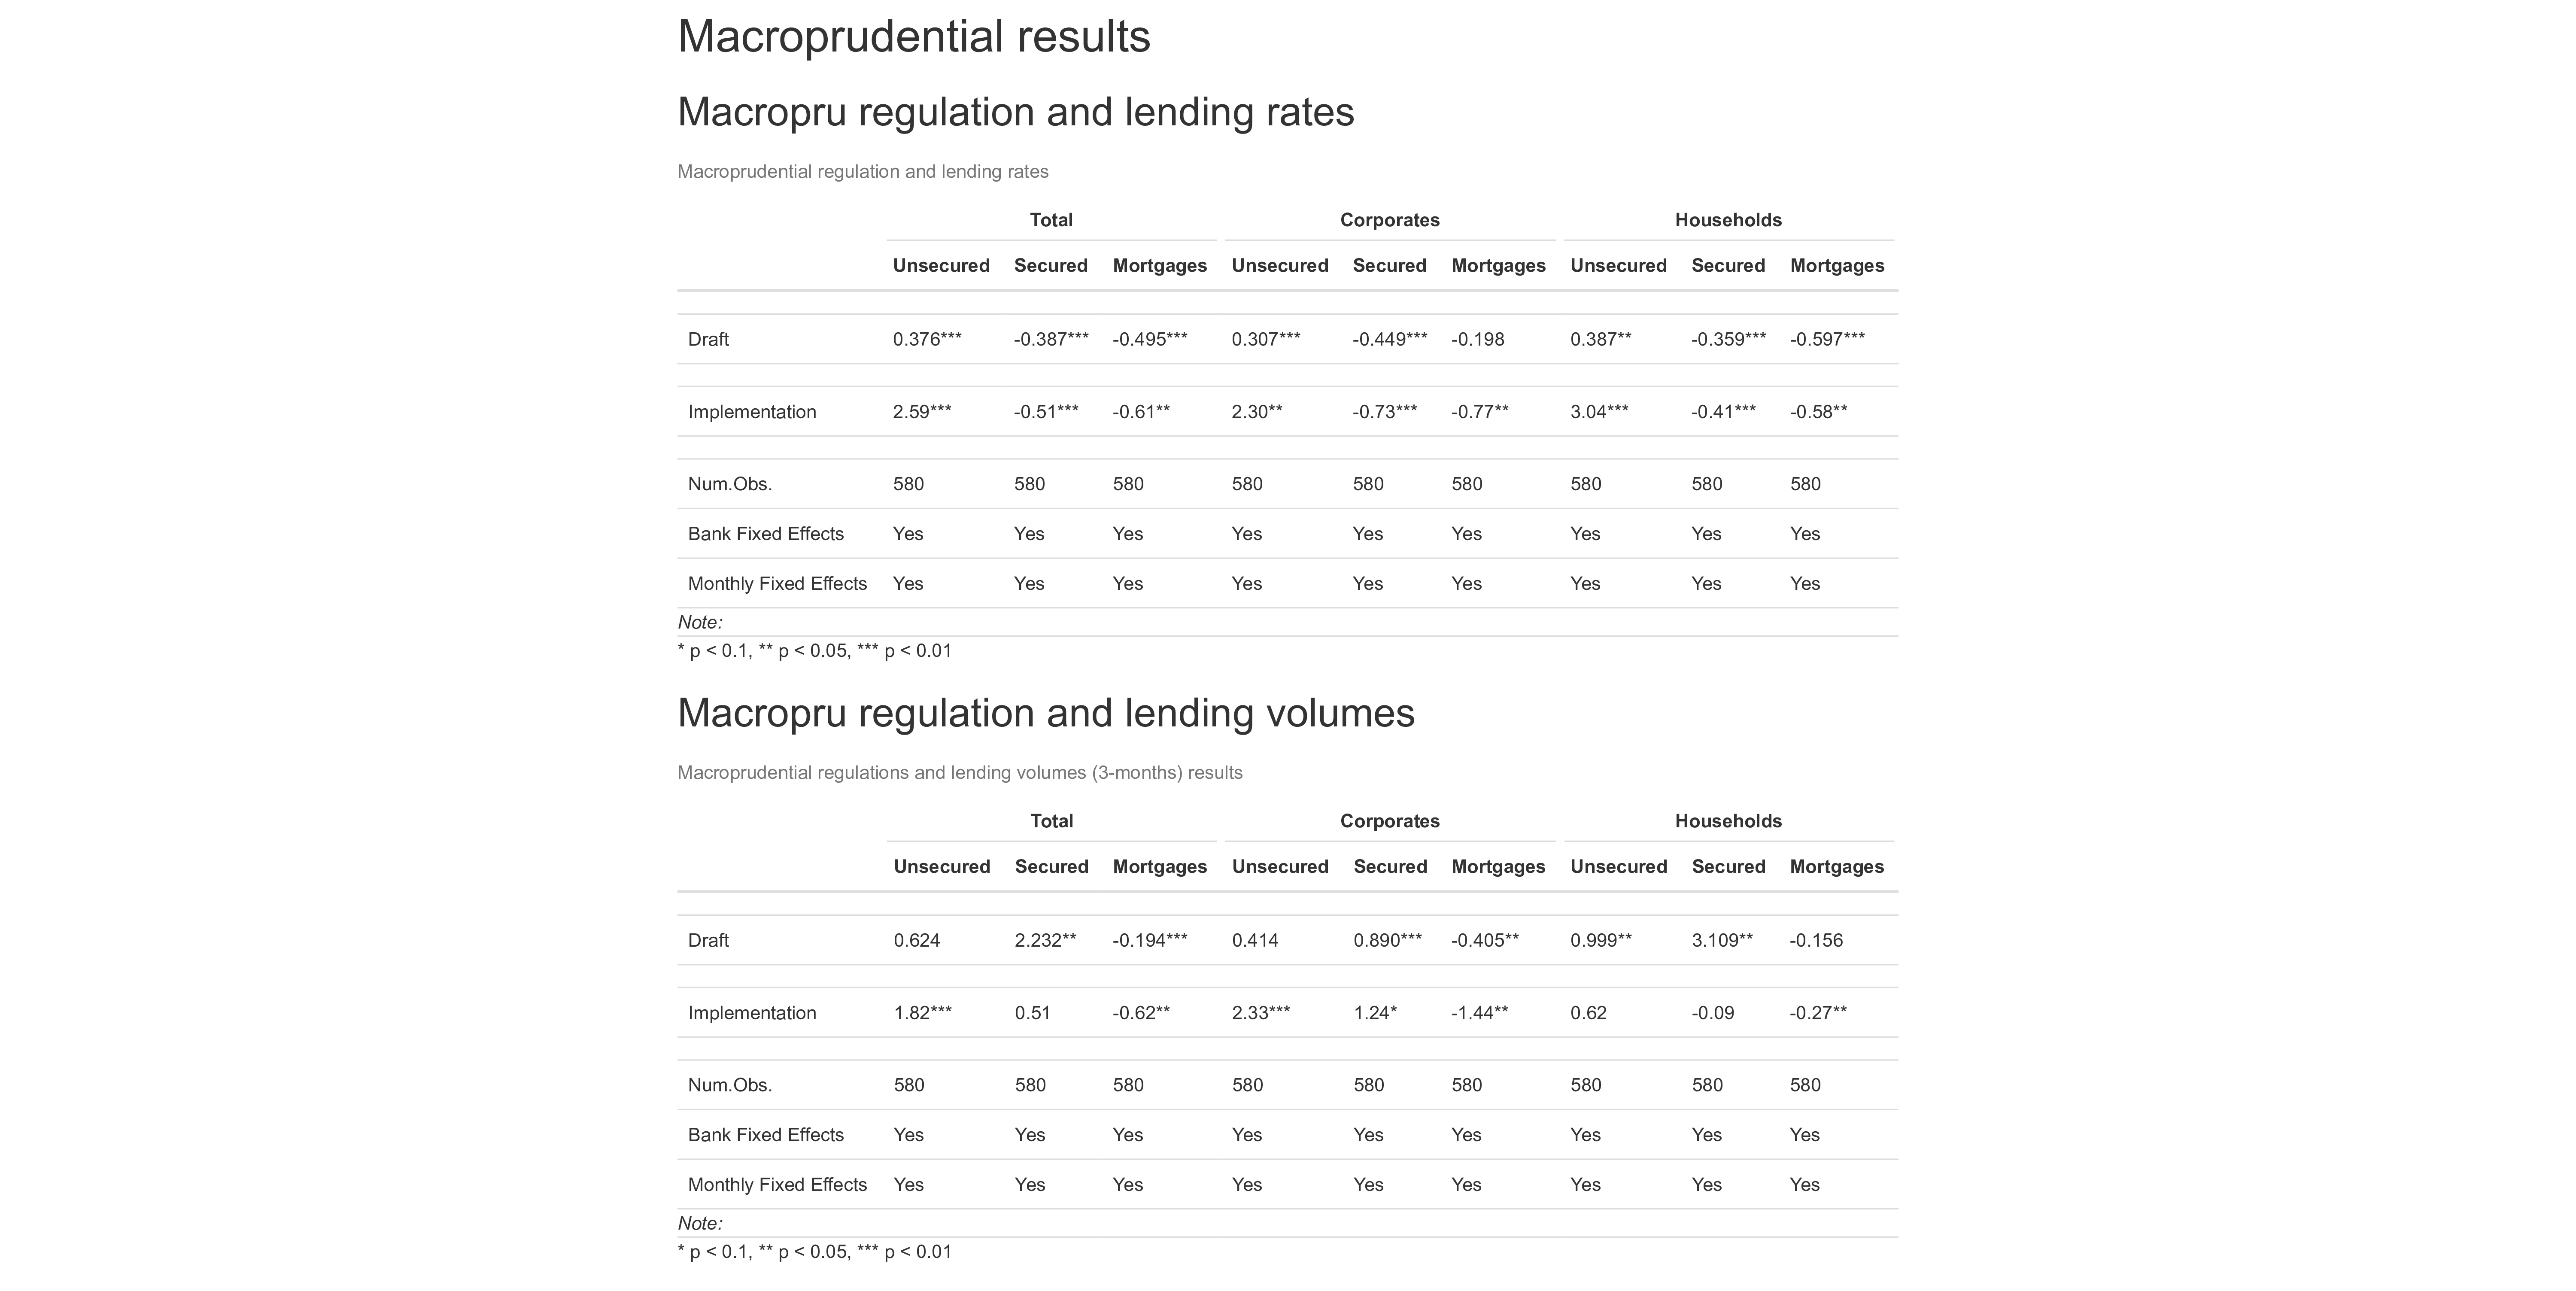 Macroprudential results
Macropru regulation and lending rates
Macroprudential regulation and lending rates
Total Corporates Households
Unsecured Secured Mortgages Unsecured Secured Mortgages Unsecured Secured Mortgages
Draft 0.376*** -0.387*** -0.495*** 0.307*** -0.449*** -0.198 0.387** -0.359*** -0.597***
Implementation 2.59*** -0.51*** -0.61** 2.30** -0.73*** -0.77** 3.04*** -0.41*** -0.58**
Num.Obs. 580 580 580 580 580 580 580 580 580
Bank Fixed Effects Yes Yes Yes Yes Yes Yes Yes Yes Yes
Monthly Fixed Effects Yes Yes Yes Yes Yes Yes Yes Yes Yes
Note:
* p < 0.1, ** p < 0.05, *** p < 0.01
Macropru regulation and lending volumes
Macroprudential regulations and lending volumes (3-months) results
Total Corporates Households
Unsecured Secured Mortgages Unsecured Secured Mortgages Unsecured Secured Mortgages
Draft 0.624 2.232** -0.194*** 0.414 0.890*** -0.405** 0.999** 3.109** -0.156
Implementation 1.82*** 0.51 -0.62** 2.33*** 1.24* -1.44** 0.62 -0.09 -0.27**
Num.Obs. 580 580 580 580 580 580 580 580 580
Bank Fixed Effects Yes Yes Yes Yes Yes Yes Yes Yes Yes
Monthly Fixed Effects Yes Yes Yes Yes Yes Yes Yes Yes Yes
Note:
* p < 0.1, ** p < 0.05, *** p < 0.01